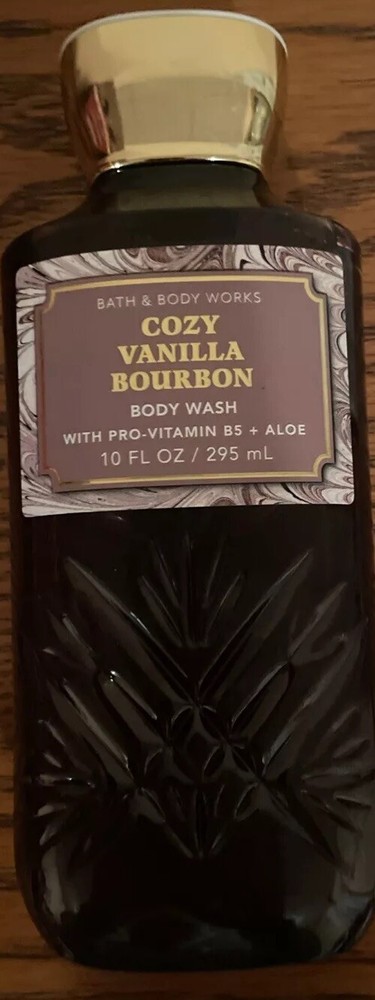 BATH & BODY WORKS
COZY
VANILLA
BOURBON
BODY WASH
WITH PRO-VITAMIN B5 + ALOE
10 FL OZ / 295 mL